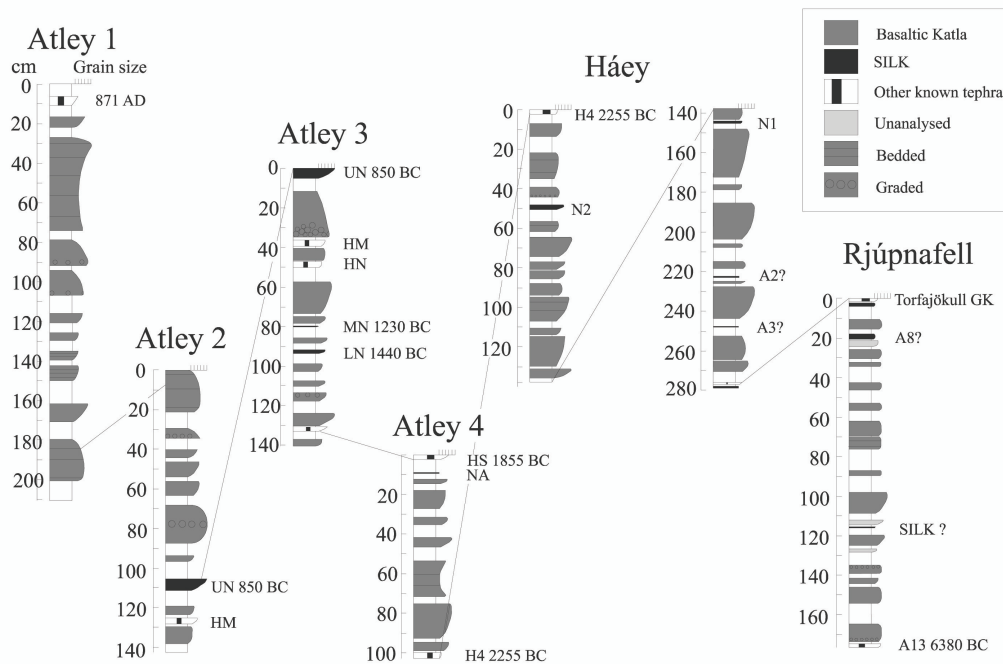 Atley 1
cm
Grain size
0
20
40
60
80
100
120
140
160
180
200
871 AD
Atley 2
0
20
40
60
80
100
120
140
UN 850 BC
HM
Atley 3
0
20
40
60
80
100
120
140
UN 850 BC
HM
HN
MN 1230 BC
LN 1440 BC
Atley 4
20
40
60
80
100
HS 1855 BC
NA
H4 2255 BC
Háey
0
20
40
60
80
100
120
H4 2255 BC
N2
140
160
180
200
220
240
260
280
N1
A2?
A3?
Rjúpnafell
0
20
40
60
80
100
120
140
160
Torfajökull GK
A8?
SILK ?
A13 6380 BC
Basaltic Katla
SILK
Other known tephra
Unanalysed
Bedded
Graded